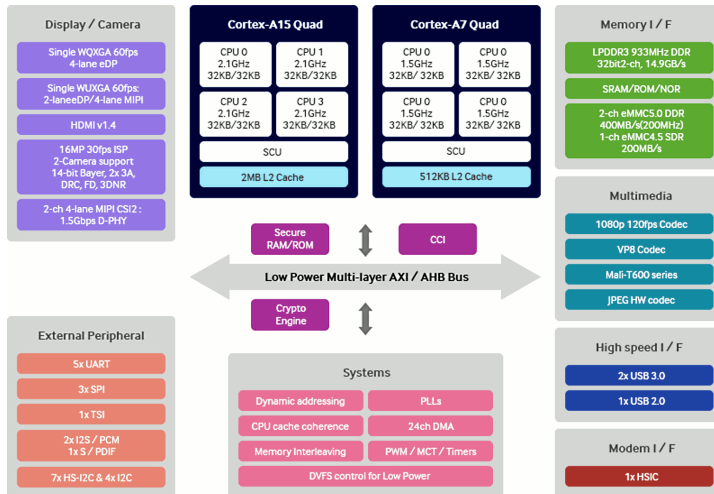 Display / Camera
Single WQXGA 60fps
4-lane eDP
Single WUXGA 60fps:
2-laneeDP/4-lane MIPI
HDMI v1.4
16MP 30fps ISP
2-Camera support
14-bit Bayer, 2x 3A,
DRC, FD, 3DNR
2-ch 4-lane MIPI CSI2 :
1.5Gbps D-PHY
Cortex-A15 Quad
CPU 0
2.1GHz
32KB/32KB
CPU 1
2.1GHz
32KB/32KB
CPU 2
2.1GHz
32KB/32KB
CPU 3
2.1GHz
32KB/32KB
SCU
2MB L2 Cache
Cortex-A7 Quad
CPU 0
1.5GHz
32KB/32KB
CPU 0
1.5GHz
32KB/32KB
CPU 0
1.5GHz
32KB/32KB
CPU 0
1.5GHz
32KB/32KB
SCU
512KB L2 Cache
Memory I / F
LPDDR3 933MHz DDR
32bit2-ch, 14.9GB/s
SRAM/ROM/NOR
2-ch eMMC5.0 DDR
400MB/s(200MHz)
1-ch eMMC4.5 SDR
200MB/s
Secure
RAM/ROM
CCI
Low Power Multi-layer AXI / AHB Bus
Crypto
Engine
Multimedia
1080p 120fps Codec
VP8 Codec
Mali-T600 series
JPEG HW codec
External Peripheral
5x UART
3x SPI
1x TSI
2x I2S / PCM
1x S / PDIF
7x HS-I2C & 4x I2C
Systems
Dynamic addressing
PLLs
CPU cache coherence
24ch DMA
Memory Interleaving
PWM / MCT / Timers
DVFS control for Low Power
High speed I / F
2x USB 3.0
1x USB 2.0
Modem I / F
1x HSIC